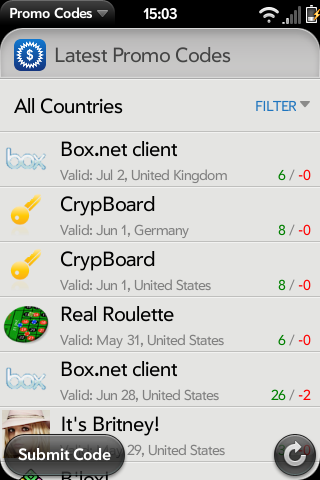 Promo Codes 15:03
Latest Promo Codes
All Countries FILTER
box Box.net client
Valid: Jul 2, United Kingdom 6 / -0
CrypBoard
Valid: Jun 1, Germany 8 / -0
CrypBoard
Valid: Jun 1, United States 8 / -0
Real Roulette
Valid: May 31, United States 6 / -0
box Box.net client
Valid: Jun 28, United States 26 / -2
It's Britney!
Submit Code
29, United States